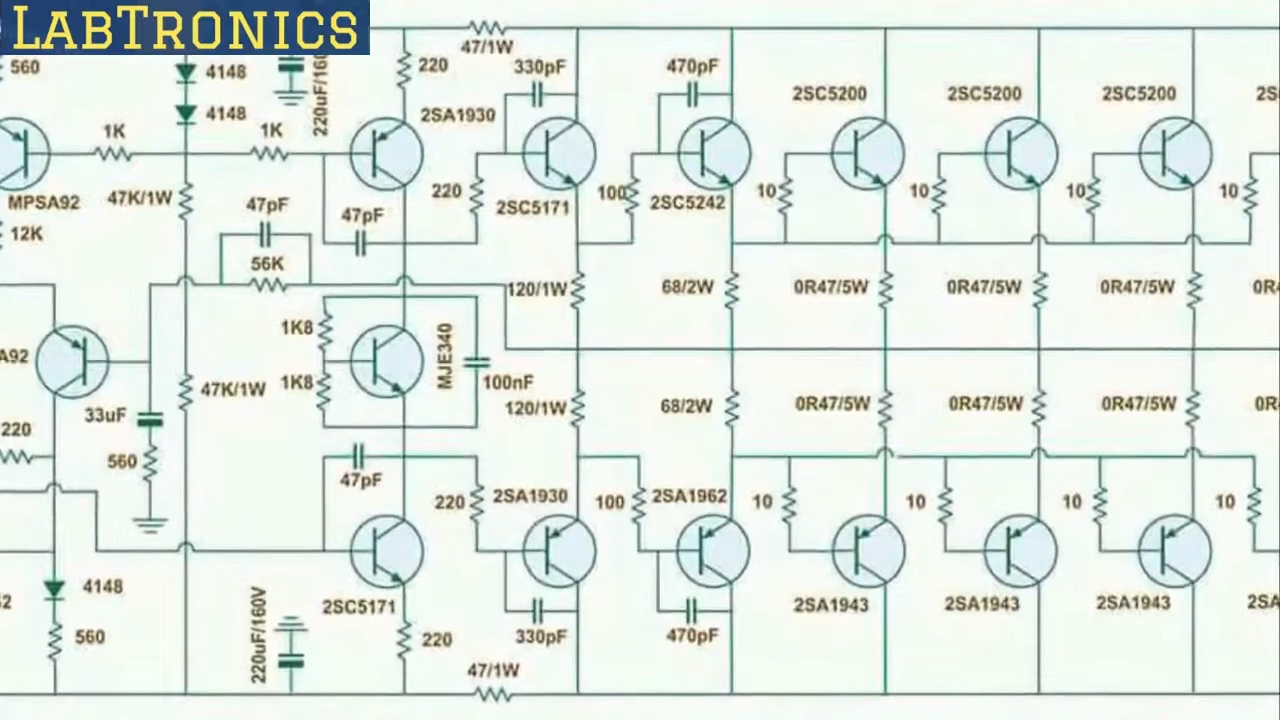 LABTRONICS
47/1W
560
4148
220
330pF
470pF
2SC5200
2SC5200
2SC5200
4148
2SA1930
1K
1K
MPSA92
47K/1W
220
100
2SC5242
10
10
10
10
47pF
47pF
2SC5171
12K
56K
120/1W
68/2W
0R47/5W
0R47/5W
0R47/5W
1K8
MJE340
A92
1K8
100nF
47K/1W
120/1W
68/2W
0R47/5W
0R47/5W
0R47/5W
33uF
220
560
47pF
220
2SA1930
100
2SA1962
10
10
10
10
4148
220uF/160V
2SC5171
2SA1943
2SA1943
2SA1943
560
220
330pF
470pF
47/1W